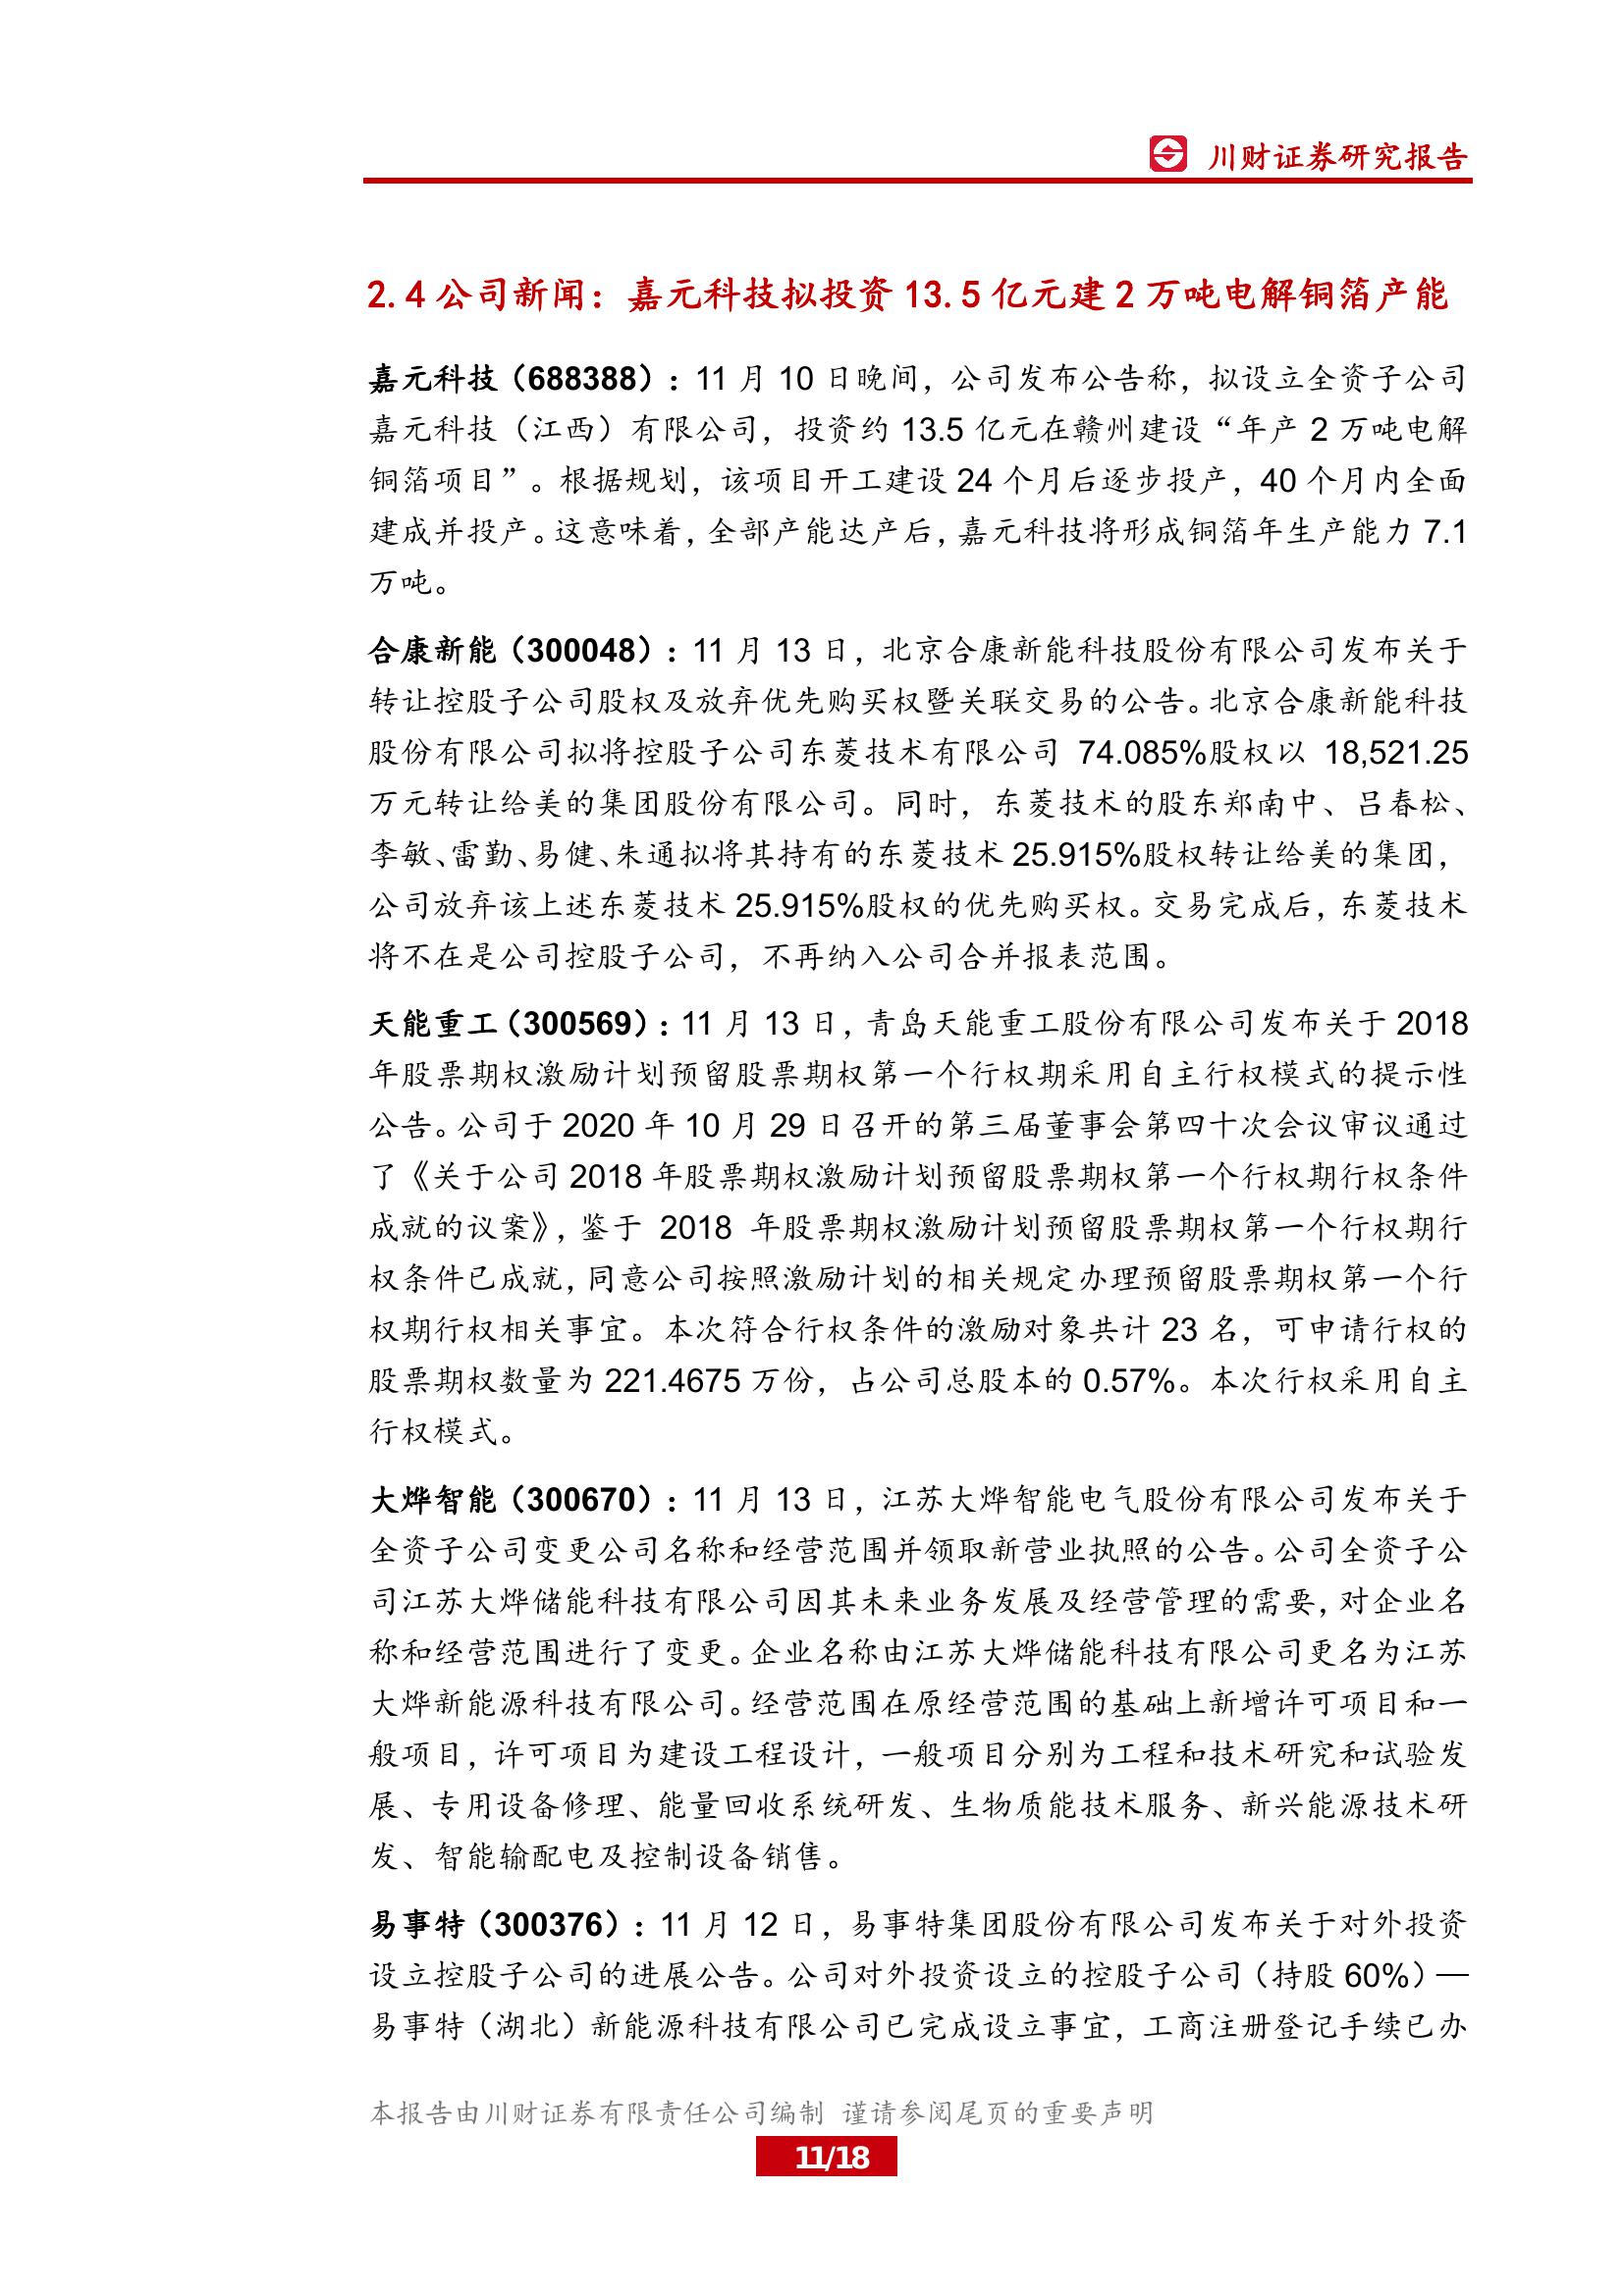 川财证券研究报告
2.4 公司新闻：嘉元科技拟投资 13.5 亿元建 2 万吨电解铜箔产能
嘉元科技（688388）：11 月 10 日晚间，公司发布公告称，拟设立全资子公司
嘉元科技（江西）有限公司，投资约 13.5 亿元在赣州建设“年产 2 万吨电解
铜箔项目”。根据规划，该项目开工建设 24 个月后逐步投产，40 个月内全面
建成并投产。这意味着，全部产能达产后，嘉元科技将形成铜箔年生产能力 7.1
万吨。
合康新能（300048）：11 月 13 日，北京合康新能科技股份有限公司发布关于
转让控股子公司股权及放弃优先购买权暨关联交易的公告。北京合康新能科技
股份有限公司拟将控股子公司东菱技术有限公司 74.085%股权以 18,521.25
万元转让给美的集团股份有限公司。同时，东菱技术的股东郑南中、吕春松、
李敏、雷勤、易健、朱通拟将其持有的东菱技术 25.915%股权转让给美的集团，
公司放弃该上述东菱技术 25.915%股权的优先购买权。交易完成后，东菱技术
将不在是公司控股子公司，不再纳入公司合并报表范围。
天能重工（300569）：11 月 13 日，青岛天能重工股份有限公司发布关于 2018
年股票期权激励计划预留股票期权第一个行权期采用自主行权模式的提示性
公告。公司于 2020 年 10 月 29 日召开的第三届董事会第四十次会议审议通过
了《关于公司 2018 年股票期权激励计划预留股票期权第一个行权期行权条件
成就的议案》，鉴于 2018 年股票期权激励计划预留股票期权第一个行权期行
权条件已成就，同意公司按照激励计划的相关规定办理预留股票期权第一个行
权期行权相关事宜。本次符合行权条件的激励对象共计 23 名，可申请行权的
股票期权数量为 221.4675 万份，占公司总股本的 0.57%。本次行权采用自主
行权模式。
大烨智能（300670）：11 月 13 日，江苏大烨智能电气股份有限公司发布关于
全资子公司变更公司名称和经营范围并领取新营业执照的公告。公司全资子公
司江苏大烨储能科技有限公司因其未来业务发展及经营管理的需要，对企业名
称和经营范围进行了变更。企业名称由江苏大烨储能科技有限公司更名为江苏
大烨新能源科技有限公司。经营范围在原经营范围的基础上新增许可项目和一
般项目，许可项目为建设工程设计，一般项目分别为工程和技术研究和试验发
展、专用设备修理、能量回收系统研发、生物质能技术服务、新兴能源技术研
发、智能输配电及控制设备销售。
易事特（300376）：11 月 12 日，易事特集团股份有限公司发布关于对外投资
设立控股子公司的进展公告。公司对外投资设立的控股子公司（持股 60%）—
易事特（湖北）新能源科技有限公司已完成设立事宜，工商注册登记手续已办
本报告由川财证券有限责任公司编制 谨请参阅尾页的重要声明
11/18